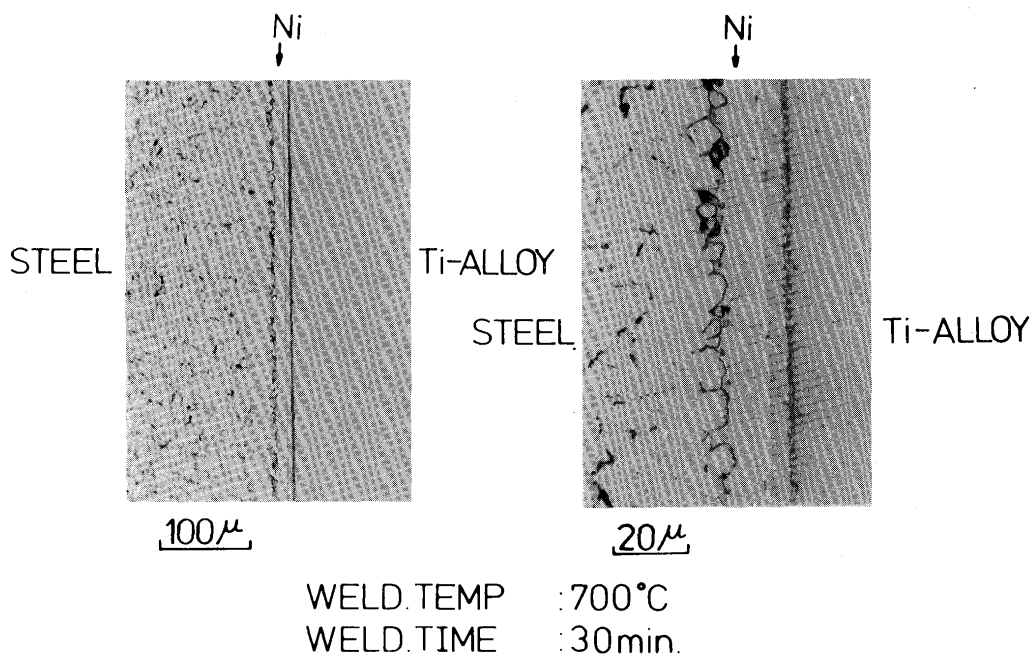 Ni
Ni
STEEL
Ti-ALLOY
STEEL
Ti-ALLOY
100μ
20μ
WELD.TEMP :700°C
WELD.TIME :30min.